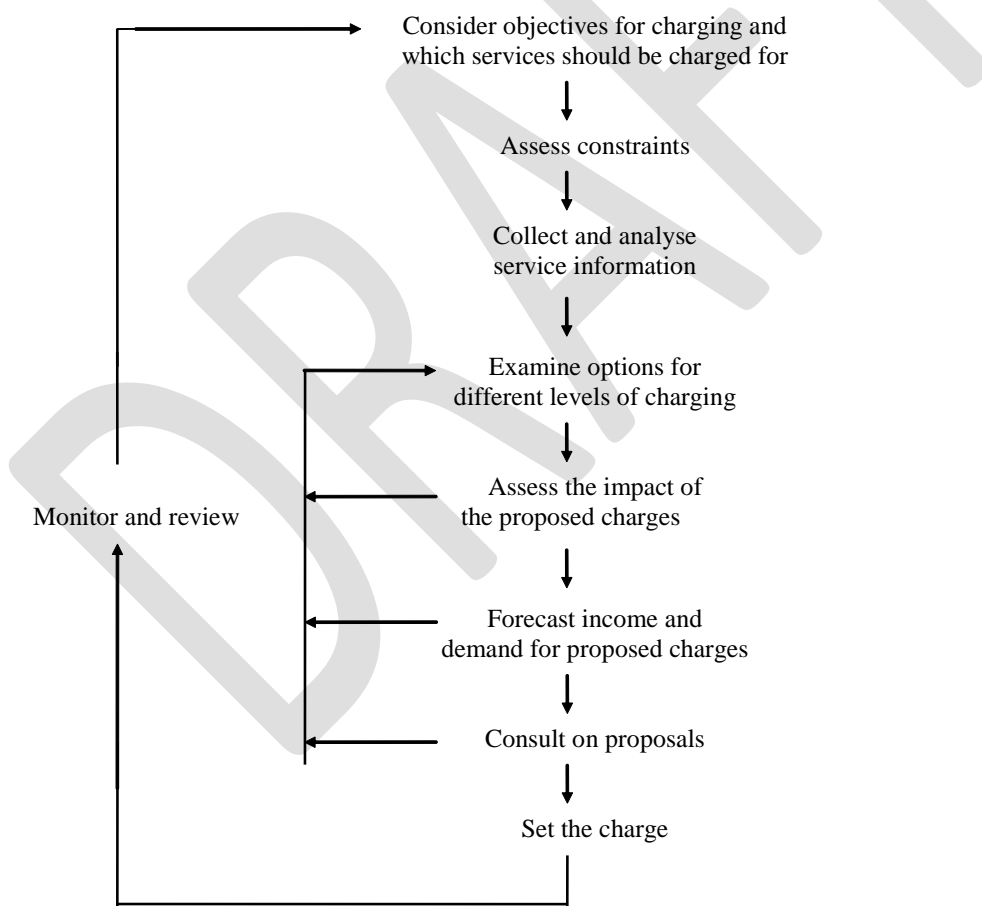 DRAFT
Consider objectives for charging and
which services should be charged for
Assess constraints
Collect and analyse
service information
Examine options for
different levels of charging
Assess the impact of
the proposed charges
Monitor and review
Forecast income and
demand for proposed charges
Consult on proposals
Set the charge